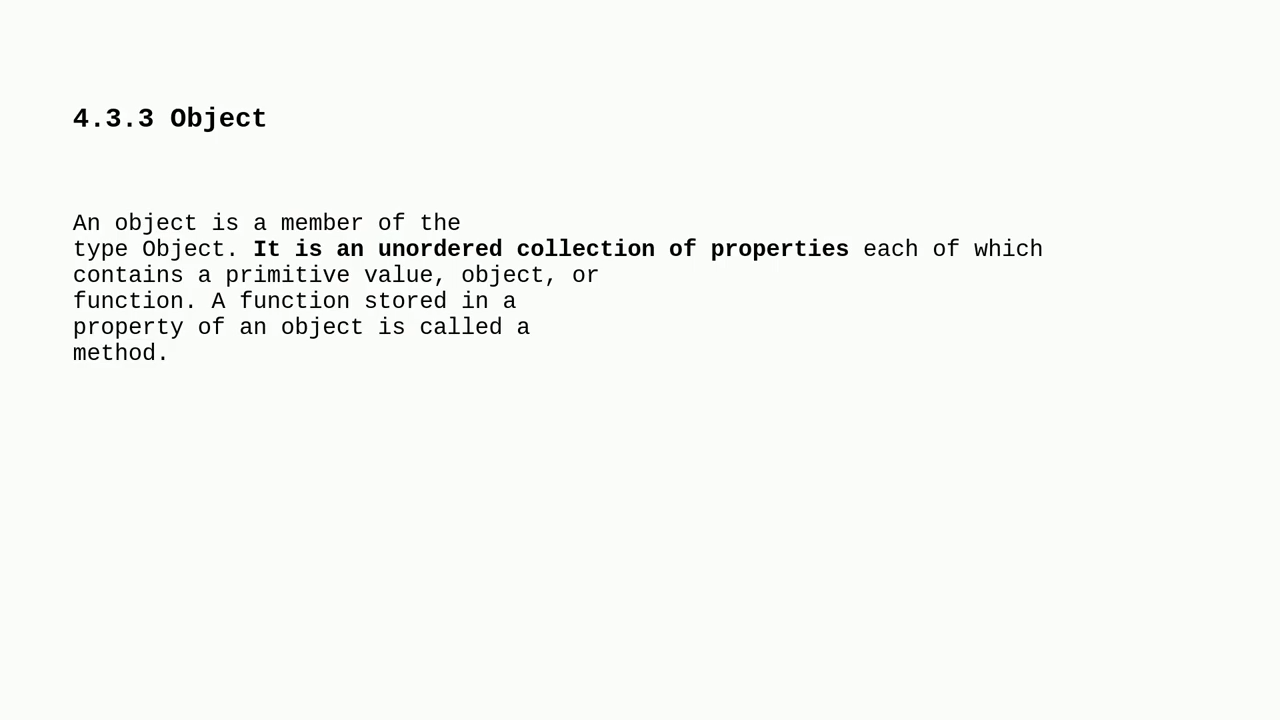 4.3.3 Object
An object is a member of the
type Object. It is an unordered collection of properties each of which
contains a primitive value, object, or
function. A function stored in a
property of an object is called a
method.